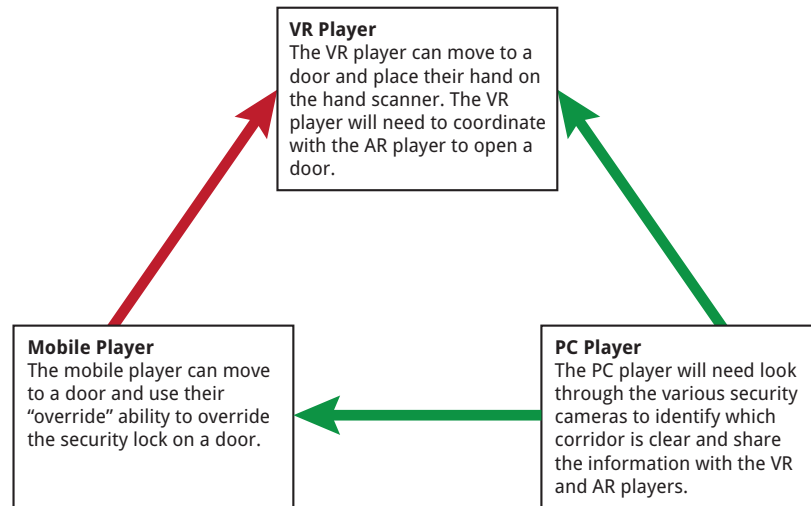 VR Player
The VR player can move to a
door and place their hand on
the hand scanner. The VR
player will need to coordinate
with the AR player to open a
door.
Mobile Player
The mobile player can move
to a door and use their
“override” ability to override
the security lock on a door.
PC Player
The PC player will need look
through the various security
cameras to identify which
corridor is clear and share
the information with the VR
and AR players.